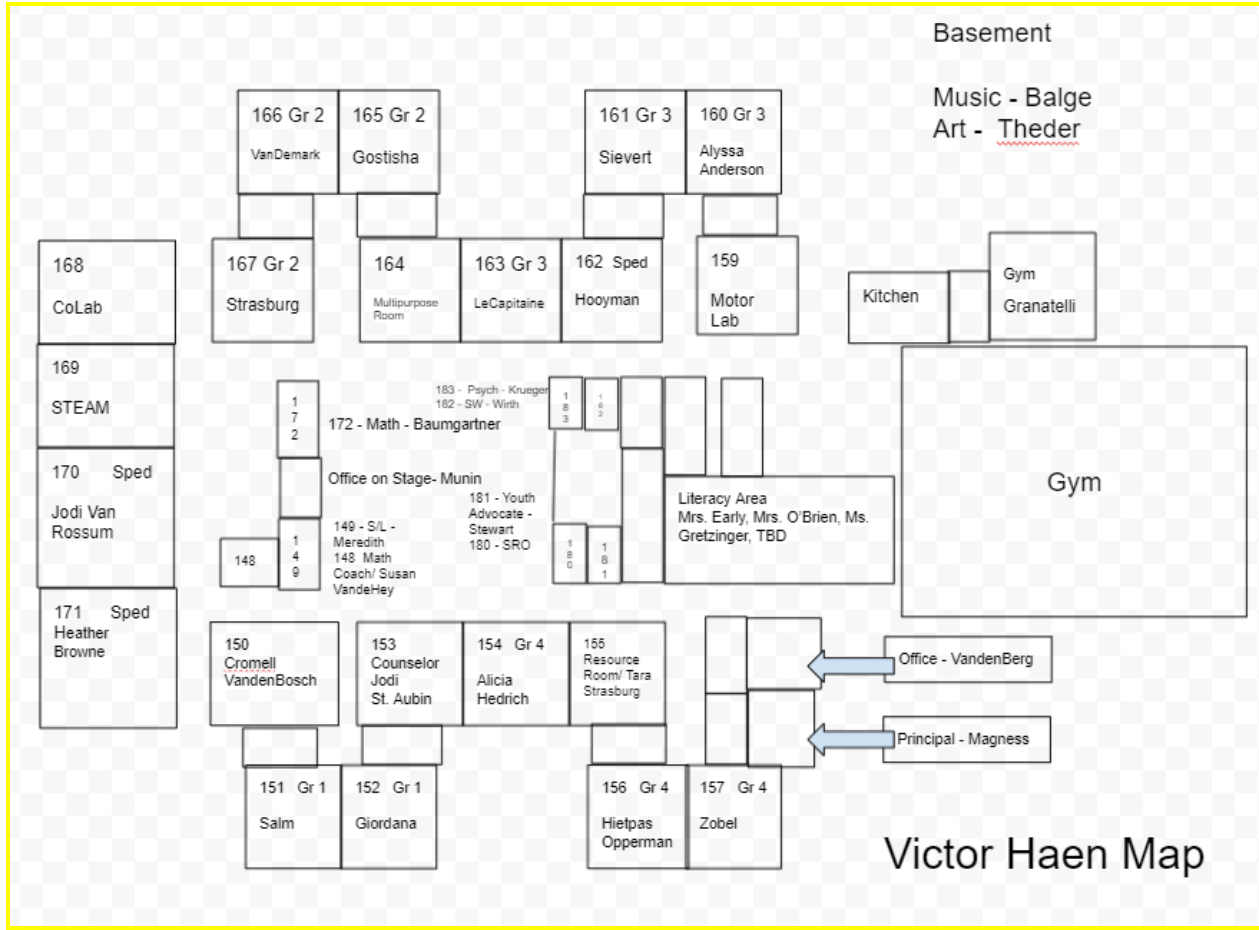 Basement
Music - Balge
Art - Theder
166 Gr 2
VanDemark
165 Gr 2
Gostisha
161 Gr 3
Sievert
160 Gr 3
Alyssa
Anderson
168
CoLab
167 Gr 2
Strasburg
164
Multipurpose
Room
163 Gr 3
LeCapitaine
162 Sped
Hooyman
159
Motor
Lab
Kitchen
Gym
Granatelli
169
STEAM
172
172 - Math - Baumgartner
183 - Psych - Krueger
182 - SW - Wirth
183
182
170 Sped
Jodi Van
Rossum
Office on Stage- Munin
181 - Youth
Advocate -
Stewart
180 - SRO
Literacy Area
Mrs. Early, Mrs. O'Brien, Ms.
Gretzinger, TBD
Gym
148
149
149 - S/L -
Meredith
148 Math
Coach/ Susan
VandeHey
180
181
171 Sped
Heather
Browne
150
Cromell
VandenBosch
153
Counselor
Jodi
St. Aubin
154 Gr 4
Alicia
Hedrich
155
Resource
Room/ Tara
Strasburg
Office - VandenBerg
Principal - Magness
151 Gr 1
Salm
152 Gr 1
Giordana
156 Gr 4
Hietpas
Opperman
157 Gr 4
Zobel
Victor Haen Map